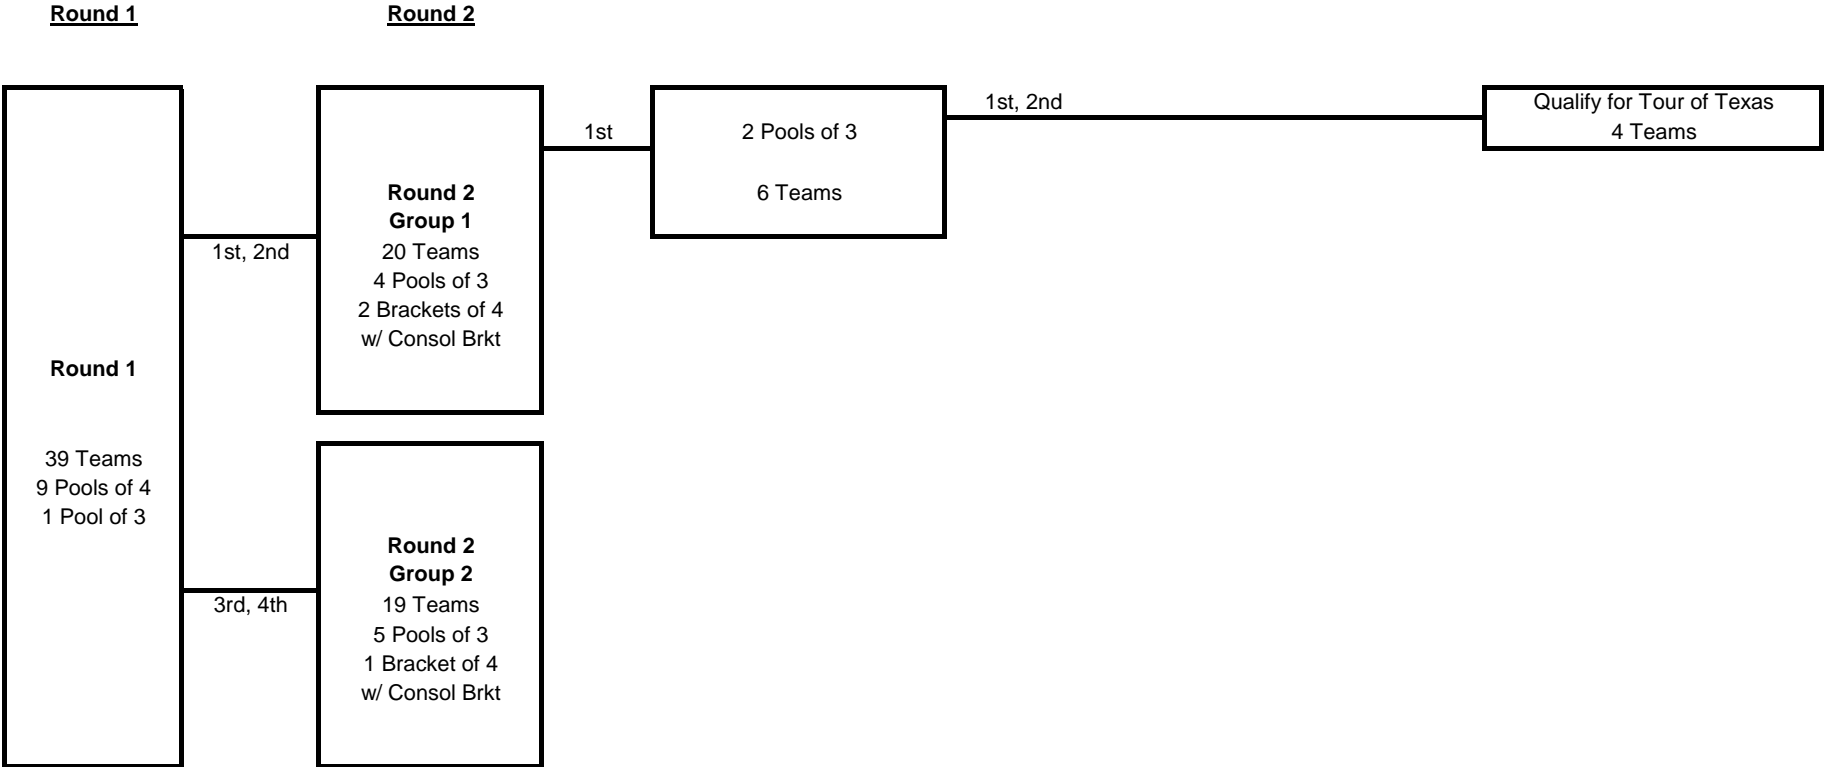 Round 1
Round 2
Round 1
39 Teams
9 Pools of 4
1 Pool of 3
1st, 2nd
3rd, 4th
Round 2
Group 1
20 Teams
4 Pools of 3
2 Brackets of 4
w/ Consol Brkt
Round 2
Group 2
19 Teams
5 Pools of 3
1 Bracket of 4
w/ Consol Brkt
1st
2 Pools of 3
6 Teams
1st, 2nd
Qualify for Tour of Texas
4 Teams